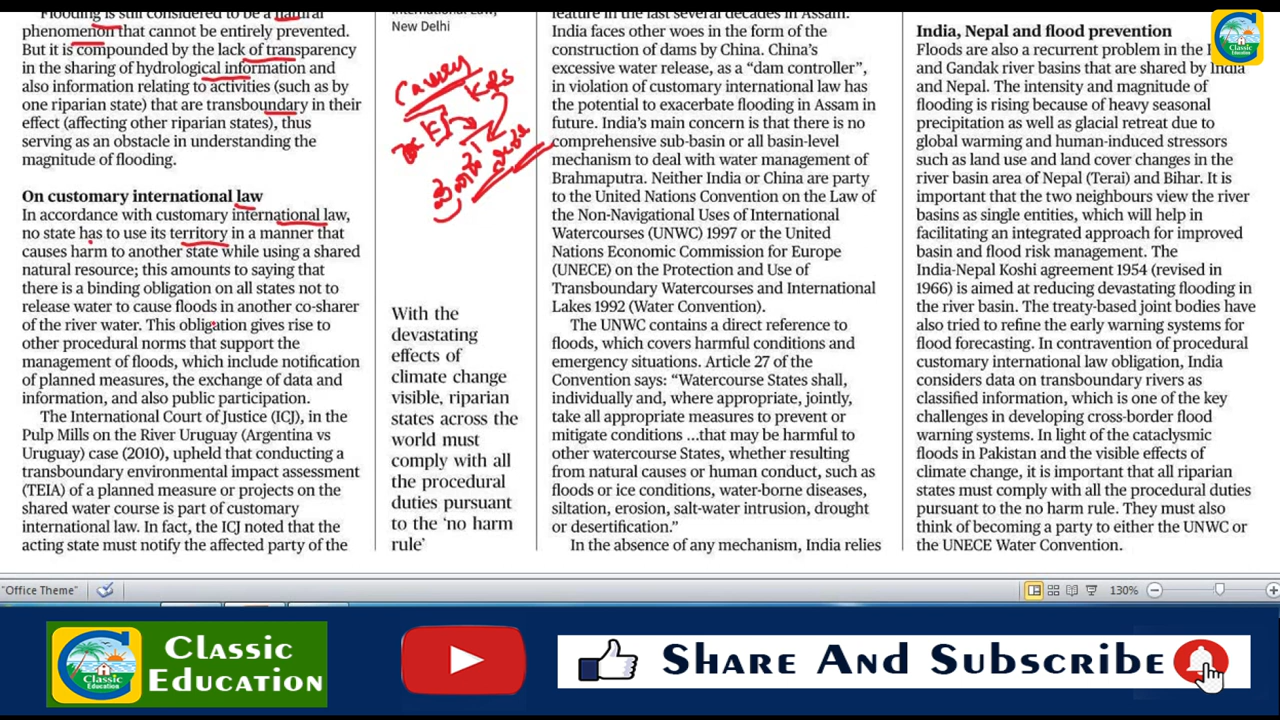 Flooding is still considered to be a natural
phenomenon that cannot be entirely prevented.
But it is compounded by the lack of transparency
in the sharing of hydrological information and
also information relating to activities (such as by
one riparian state) that are transboundary in their
effect (affecting other riparian states), thus
serving as an obstacle in understanding the
magnitude of flooding.
On customary international law
In accordance with customary international law,
no state has to use its territory in a manner that
causes harm to another state while using a shared
natural resource; this amounts to saying that
there is a binding obligation on all states not to
release water to cause floods in another co-sharer
of the river water. This obligation gives rise to
other procedural norms that support the
management of floods, which include notification
of planned measures, the exchange of data and
information, and also public participation.
The International Court of Justice (ICJ), in the
Pulp Mills on the River Uruguay (Argentina vs
Uruguay) case (2010), upheld that conducting a
transboundary environmental impact assessment
(TEIA) of a planned measure or projects on the
shared water course is part of customary
international law. In fact, the ICJ noted that the
acting state must notify the affected party of the
International Law,
New Delhi
Cauvery
With the
devastating
effects of
climate change
visible, riparian
states across the
world must
comply with all
the procedural
duties pursuant
to the ‘no harm
rule’
feature in the last several decades in Assam.
India faces other woes in the form of the
construction of dams by China. China’s
excessive water release, as a “dam controller”,
in violation of customary international law has
the potential to exacerbate flooding in Assam in
future. India’s main concern is that there is no
comprehensive sub-basin or all basin-level
mechanism to deal with water management of
Brahmaputra. Neither India or China are party
to the United Nations Convention on the Law of
the Non-Navigational Uses of International
Watercourses (UNWC) 1997 or the United
Nations Economic Commission for Europe
(UNECE) on the Protection and Use of
Transboundary Watercourses and International
Lakes 1992 (Water Convention).
The UNWC contains a direct reference to
floods, which covers harmful conditions and
emergency situations. Article 27 of the
Convention says: “Watercourse States shall,
individually and, where appropriate, jointly,
take all appropriate measures to prevent or
mitigate conditions ...that may be harmful to
other watercourse States, whether resulting
from natural causes or human conduct, such as
floods or ice conditions, water-borne diseases,
siltation, erosion, salt-water intrusion, drought
or desertification.”
In the absence of any mechanism, India relies
India, Nepal and flood prevention
Floods are also a recurrent problem in the
and Gandak river basins that are shared by India
and Nepal. The intensity and magnitude of
flooding is rising because of heavy seasonal
precipitation as well as glacial retreat due to
global warming and human-induced stressors
such as land use and land cover changes in the
river basin area of Nepal (Terai) and Bihar. It is
important that the two neighbours view the river
basins as single entities, which will help in
facilitating an integrated approach for improved
basin and flood risk management. The
India-Nepal Koshi agreement 1954 (revised in
1966) is aimed at reducing devastating flooding in
the river basin. The treaty-based joint bodies have
also tried to refine the early warning systems for
flood forecasting. In contravention of procedural
customary international law obligation, India
considers data on transboundary rivers as
classified information, which is one of the key
challenges in developing cross-border flood
warning systems. In light of the cataclysmic
floods in Pakistan and the visible effects of
climate change, it is important that all riparian
states must comply with all the procedural duties
pursuant to the no harm rule. They must also
think of becoming a party to either the UNWC or
the UNECE Water Convention.
Classic
Education
"Office Theme"
130%
Classic
Education
Classic
Education
Share And Subscribe